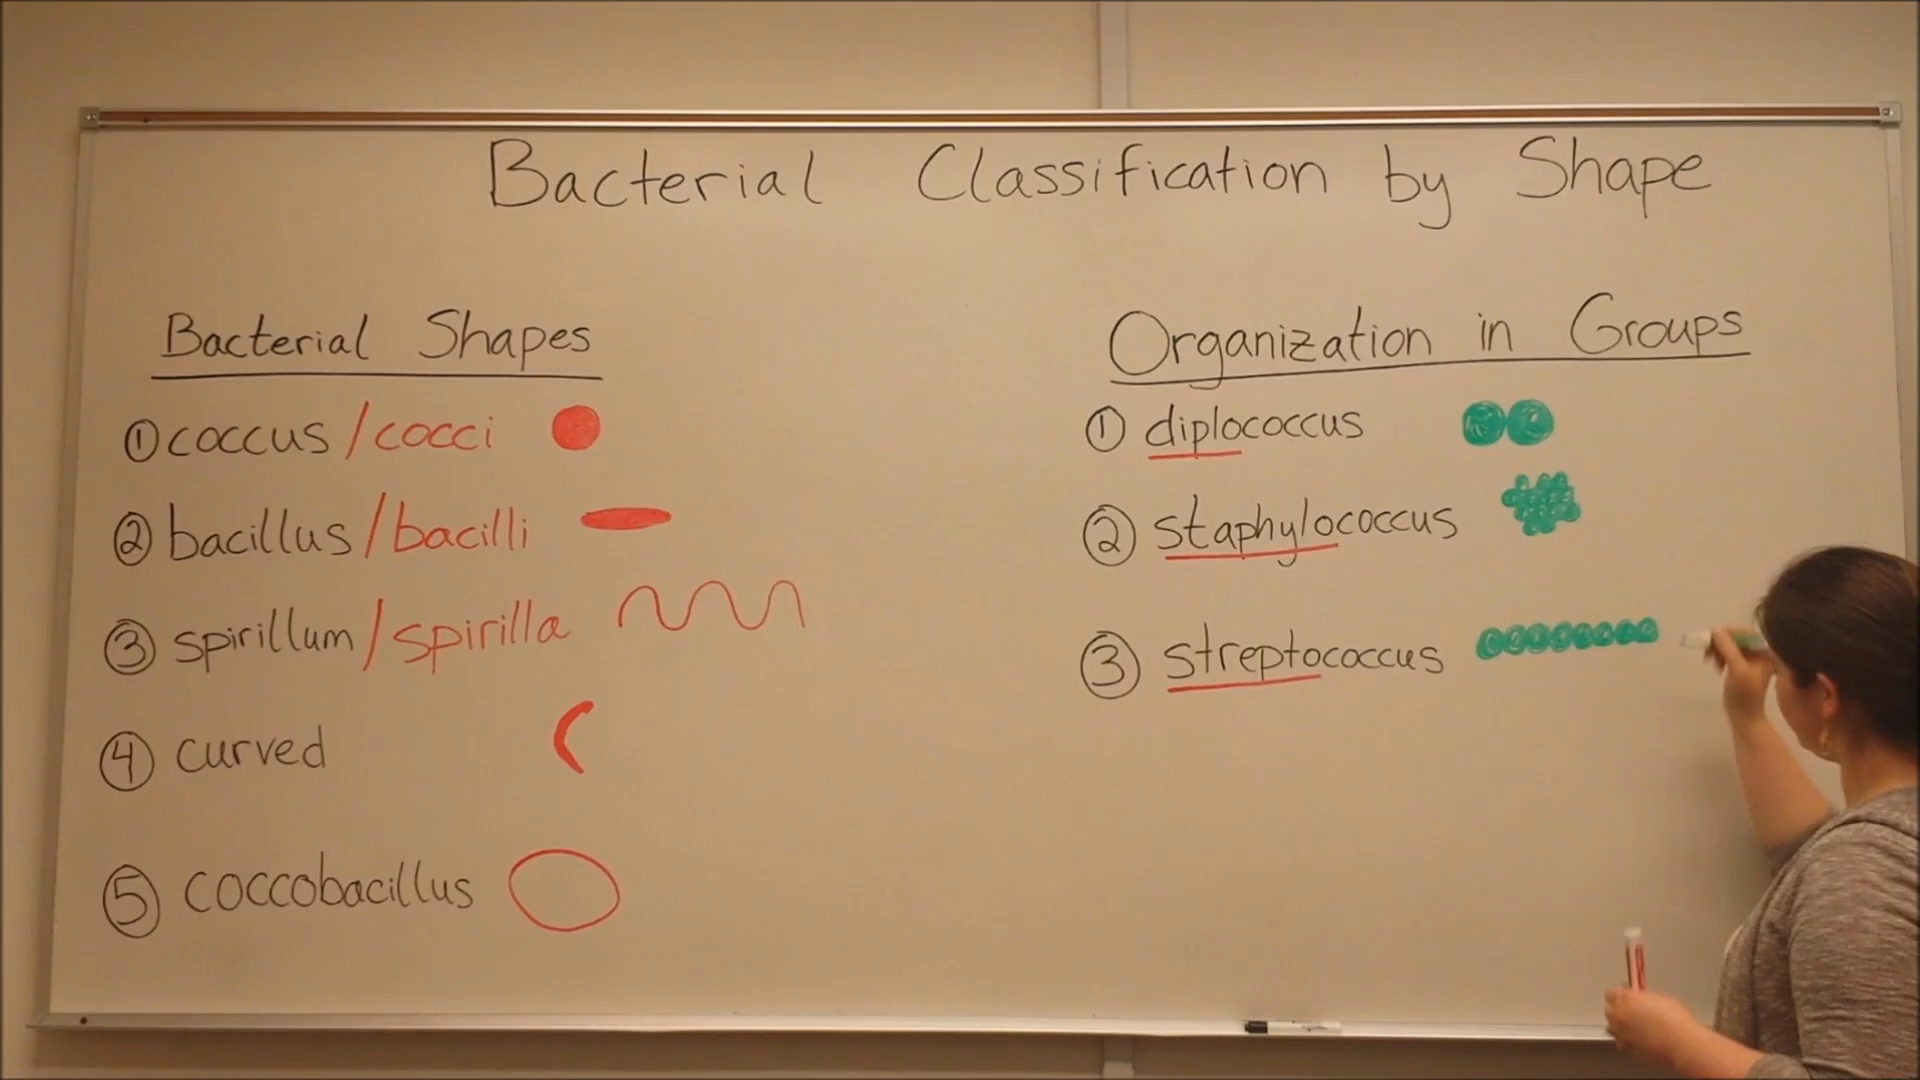 Bacterial Classification by Shape
Bacterial Shapes
① coccus / cocci
② bacillus / bacilli
③ spirillum / spirilla
④ curved
⑤ coccobacillus
Organization in Groups
① diplococcus
② staphylococcus
③ streptococcus